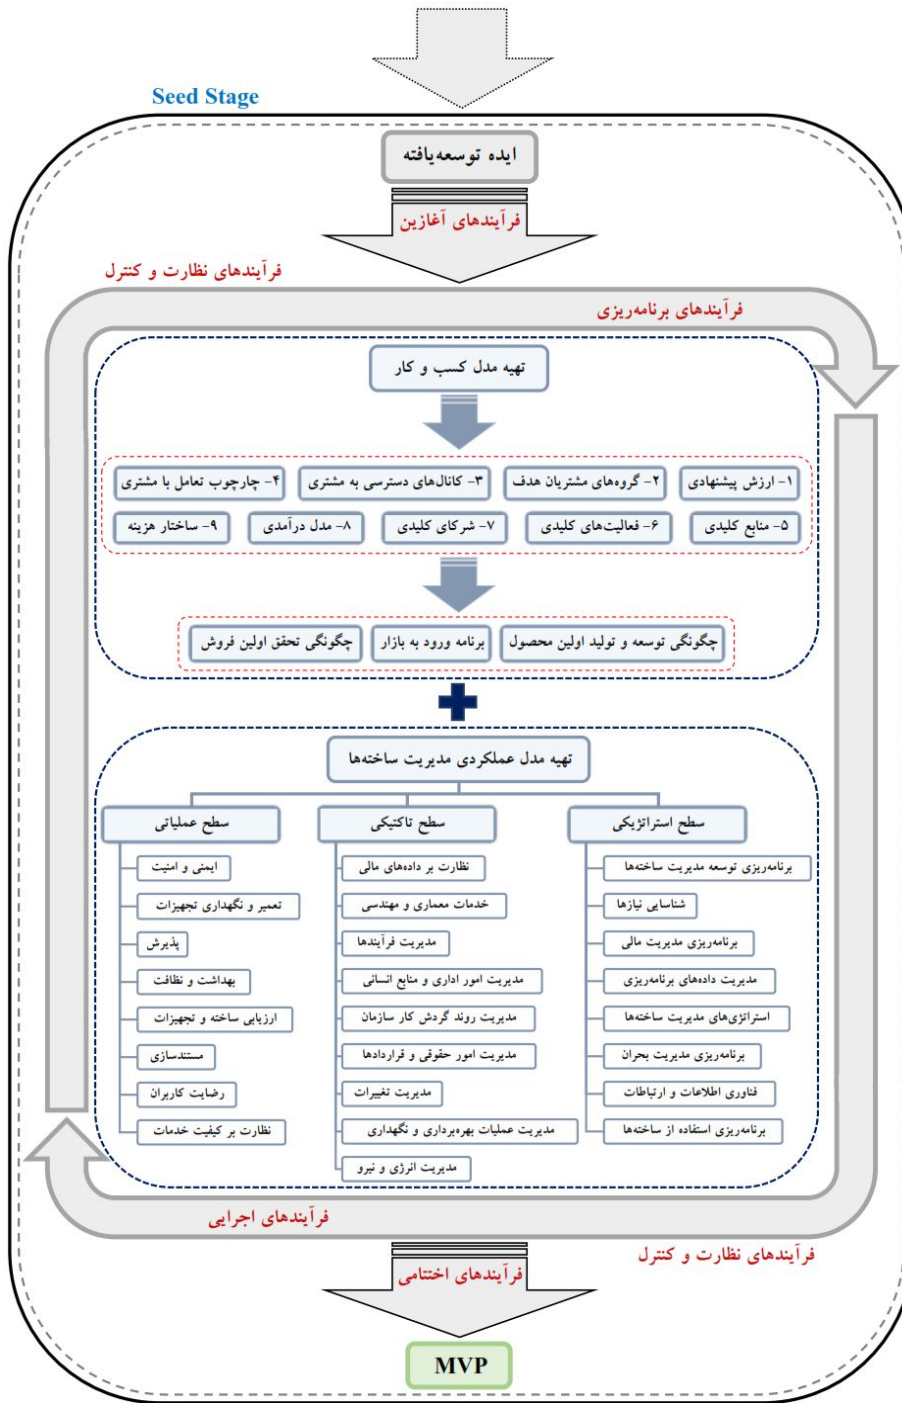 Seed Stage
ایده توسعه‌یافته
فرآیندهای آغازین
فرآیندهای نظارت و کنترل
فرآیندهای برنامه‌ریزی
تهیه مدل کسب و کار
۱- ارزش پیشنهادی
۲- گروه‌های مشتریان هدف
۳- کانال‌های دسترسی به مشتری
۴- چارچوب تعامل با مشتری
۵- منابع کلیدی
۶- فعالیت‌های کلیدی
۷- شرکای کلیدی
۸- مدل درآمدی
۹- ساختار هزینه
چگونگی توسعه و تولید اولین محصول
برنامه ورود به بازار
چگونگی تحقق اولین فروش
تهیه مدل عملکردی مدیریت ساخته‌ها
سطح استراتژیکی
برنامه‌ریزی توسعه مدیریت ساخته‌ها
شناسایی نیازها
برنامه‌ریزی مدیریت مالی
مدیریت داده‌های برنامه‌ریزی
استراتژی‌های مدیریت ساخته‌ها
برنامه‌ریزی مدیریت بحران
فناوری اطلاعات و ارتباطات
برنامه‌ریزی استفاده از ساخته‌ها
سطح تاکتیکی
نظارت بر داده‌های مالی
خدمات معماری و مهندسی
مدیریت فرآیندها
مدیریت امور اداری و منابع انسانی
مدیریت روند گردش کار سازمان
مدیریت امور حقوقی و قراردادها
مدیریت تغییرات
مدیریت عملیات بهره‌برداری و نگهداری
مدیریت انرژی و نیرو
سطح عملیاتی
ایمنی و امنیت
تعمیر و نگهداری تجهیزات
پذیرش
بهداشت و نظافت
ارزیابی ساخته و تجهیزات
مستندسازی
رضایت کاربران
نظارت بر کیفیت خدمات
فرآیندهای اجرایی
فرآیندهای نظارت و کنترل
فرآیندهای اختتامی
MVP